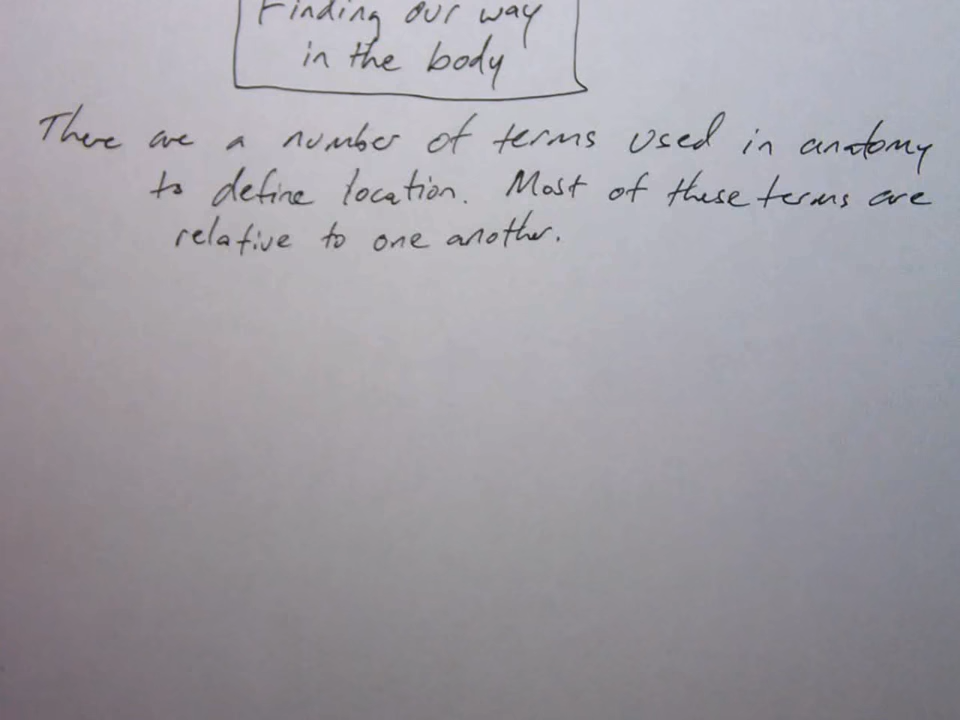 Finding our way
in the body
There are a number of terms used in anatomy
to define location. Most of these terms are
relative to one another.